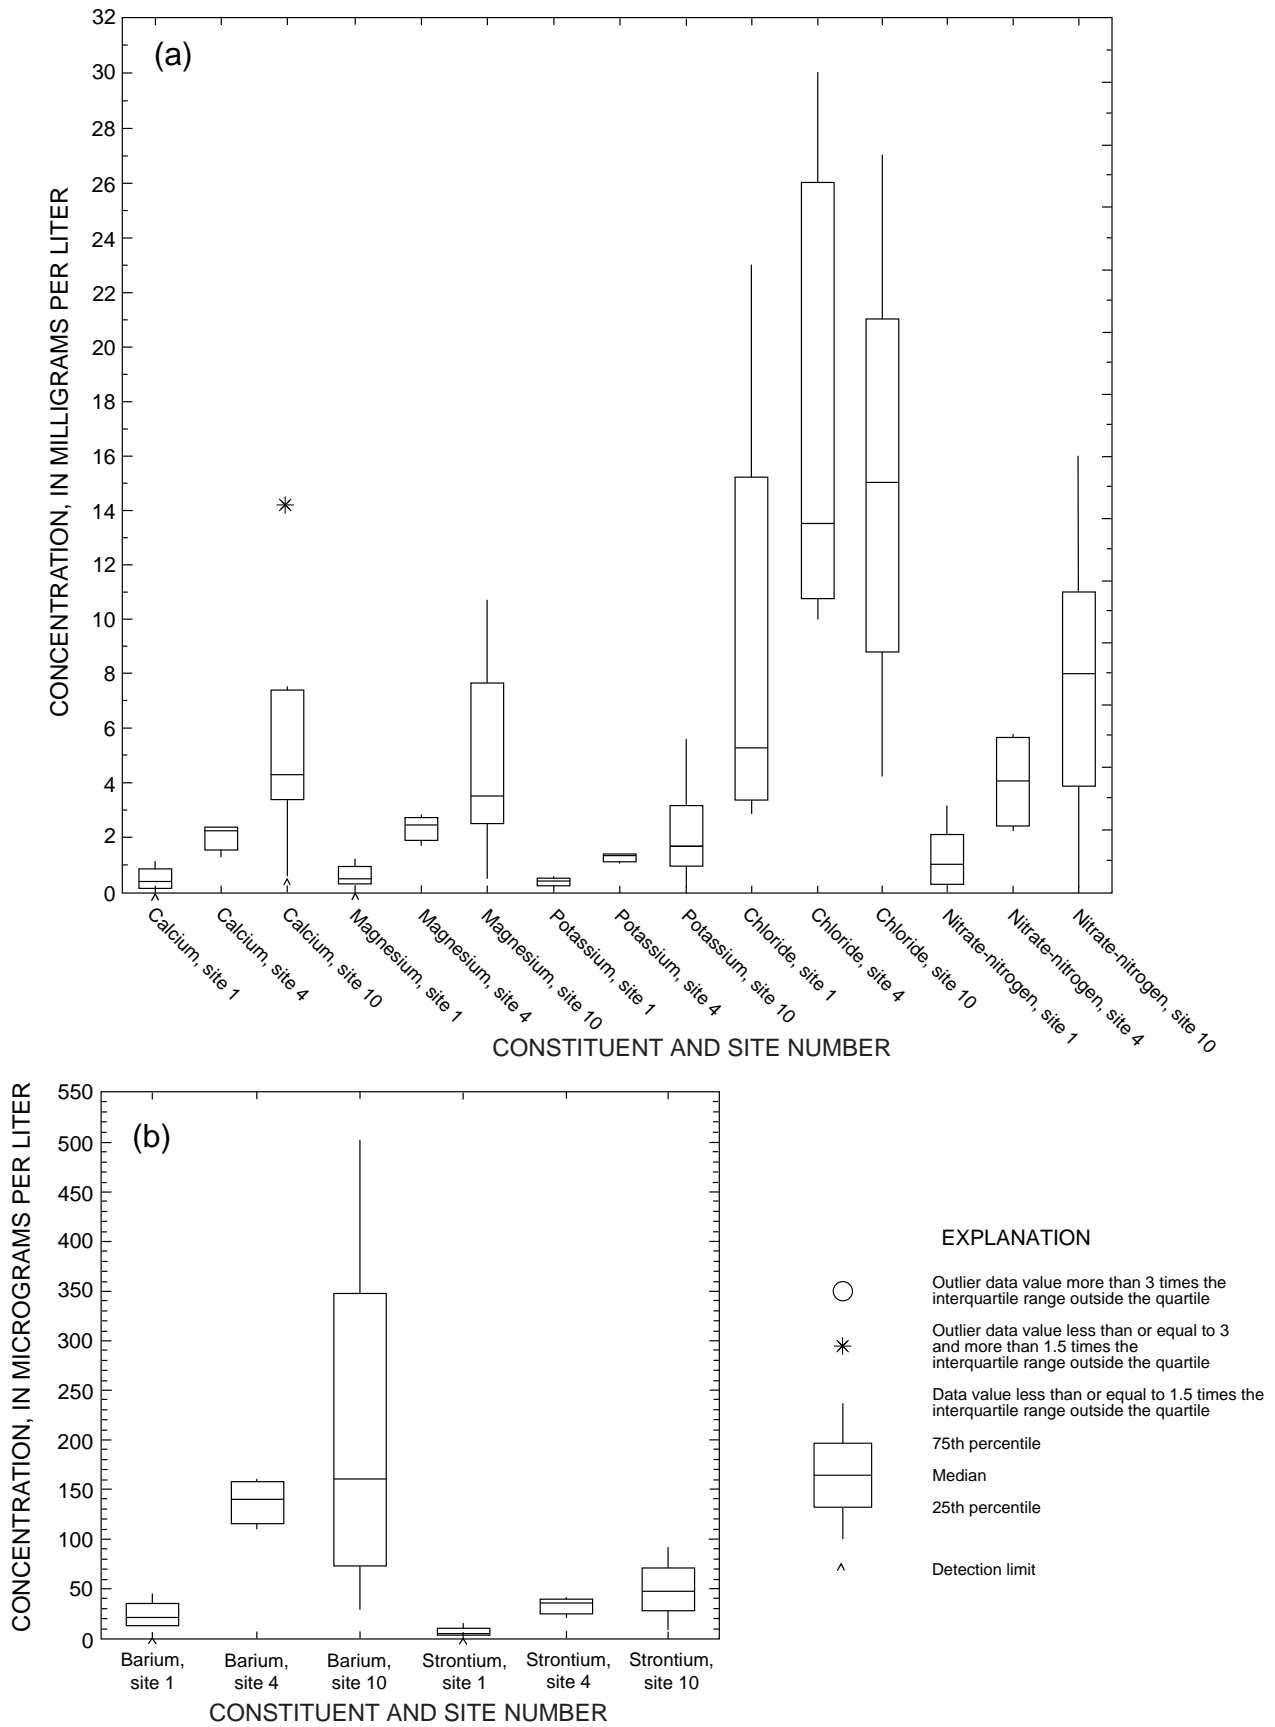 (a)
CONCENTRATION, IN MILLIGRAMS PER LITER
32
30
28
26
24
22
20
18
16
14
12
10
8
6
4
2
0
Calcium, site 1
Calcium, site 4
Calcium, site 10
Magnesium, site 1
Magnesium, site 4
Magnesium, site 10
Potassium, site 1
Potassium, site 4
Potassium, site 10
Chloride, site 1
Chloride, site 4
Chloride, site 10
Nitrate-nitrogen, site 1
Nitrate-nitrogen, site 4
Nitrate-nitrogen, site 10
CONSTITUENT AND SITE NUMBER
(b)
CONCENTRATION, IN MICROGRAMS PER LITER
550
500
450
400
350
300
250
200
150
100
50
0
Barium,
site 1
Barium,
site 4
Barium,
site 10
Strontium,
site 1
Strontium,
site 4
Strontium,
site 10
CONSTITUENT AND SITE NUMBER
EXPLANATION
Outlier data value more than 3 times the
interquartile range outside the quartile
Outlier data value less than or equal to 3
and more than 1.5 times the
interquartile range outside the quartile
Data value less than or equal to 1.5 times the
interquartile range outside the quartile
75th percentile
Median
25th percentile
Detection limit